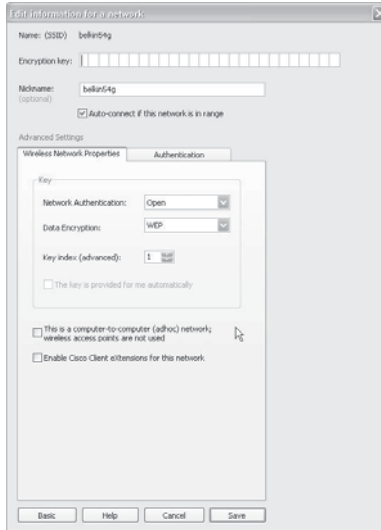 Edit information for a network
Name: (SSID) belkin54g
Encryption key:
Nickname: belkin54g
(optional)
Auto-connect if this network is in range
Advanced Settings
Wireless Network Properties Authentication
Key
Network Authentication: Open
Data Encryption: WEP
Key index (advanced): 1
The key is provided for me automatically
This is a computer-to-computer (adhoc) network;
wireless access points are not used
Enable Cisco Client eXtensions for this network
Basic Help Cancel Save